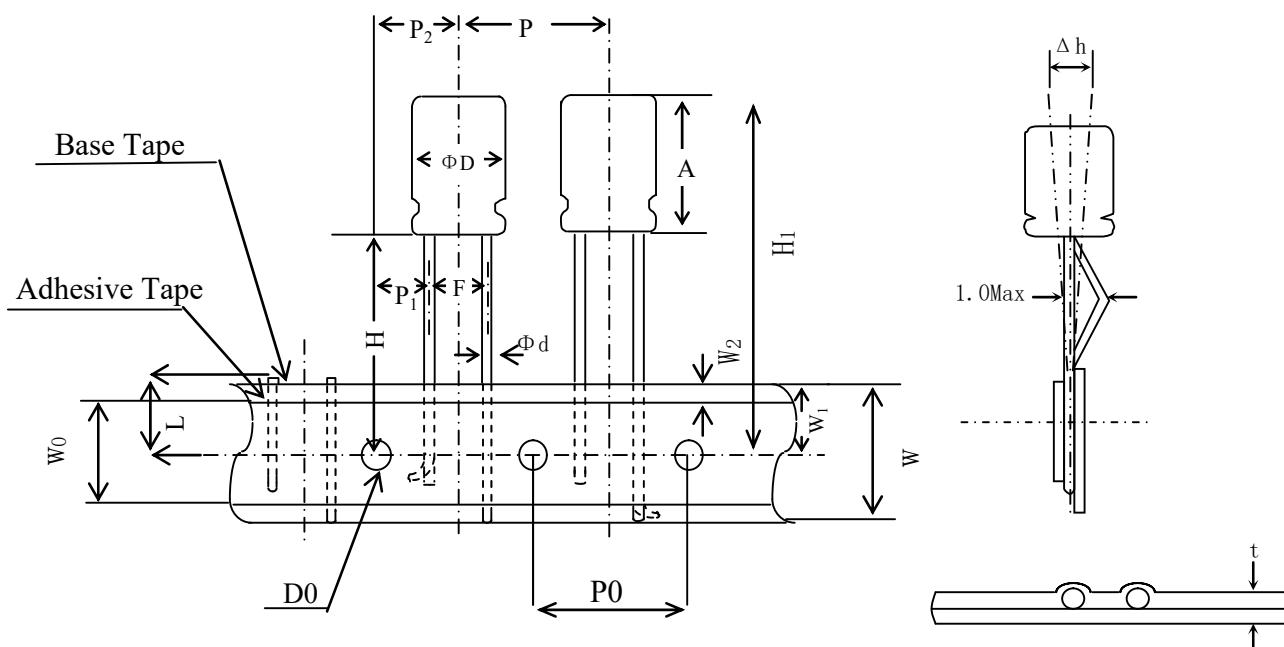 P₂
P
Δh
Base Tape
ΦD
A
H₁
Adhesive Tape
P₁
F
H
1.0Max
Φd
W₂
L
W₀
W₁
W
D0
P0
t